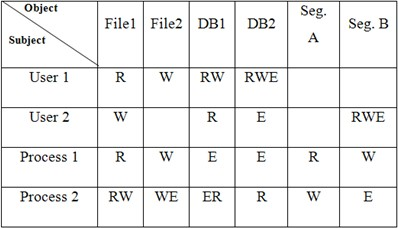 Object
Subject
File1 File2 DB1 DB2 Seg. A Seg. B
User 1 R W RW RWE
User 2 W R E RWE
Process 1 R W E E R W
Process 2 RW WE ER R W E